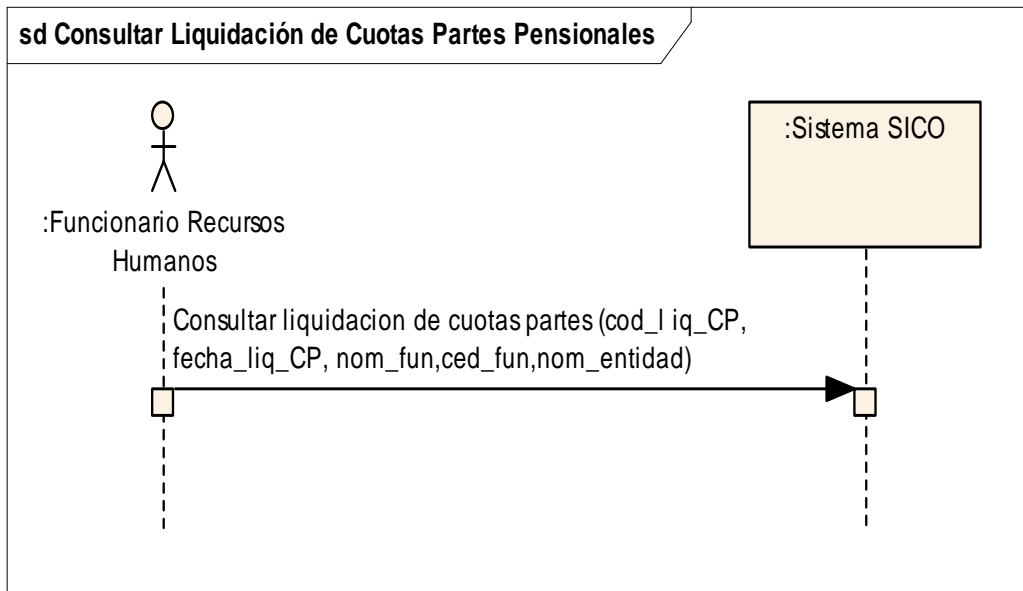 sd Consultar Liquidación de Cuotas Partes Pensionales
:Funcionario Recursos
Humanos
:Sistema SICO
Consultar liquidacion de cuotas partes (cod_l iq_CP,
fecha_liq_CP, nom_fun,ced_fun,nom_entidad)